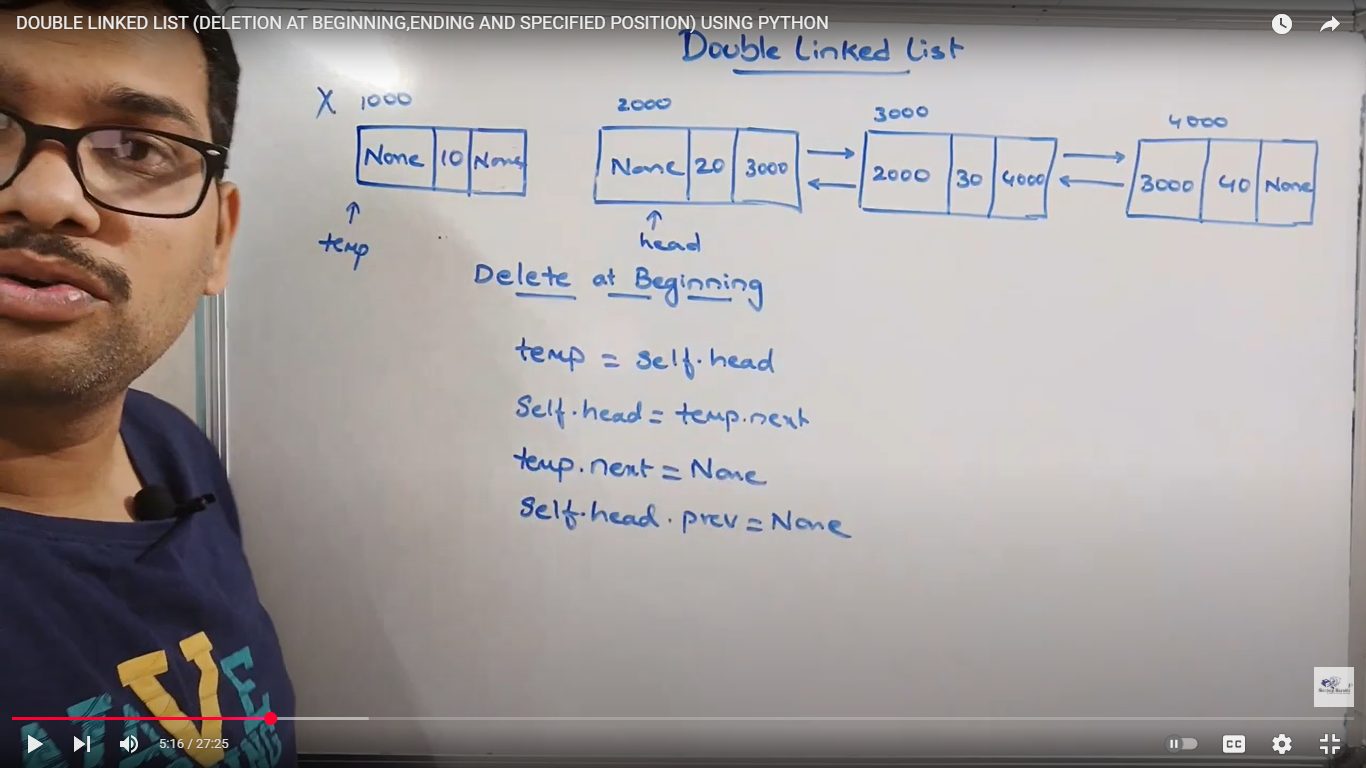 DOUBLE LINKED LIST (DELETION AT BEGINNING,ENDING AND SPECIFIED POSITION) USING PYTHON
Double Linked List
X 1000 2000 3000 4000
None 10 None None 20 3000 2000 30 4000 3000 40 None
temp head
Delete at Beginning
temp = self.head
Self.head = temp.next
temp.next = None
Self.head.prev = None
5:16 / 27:25
CC